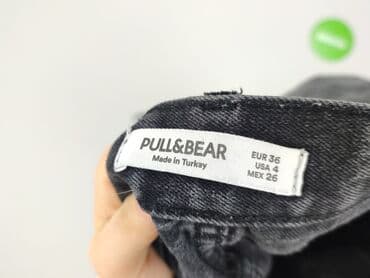 PULL&BEAR
Made in Turkey
EUR 36
USA 4
MEX 26